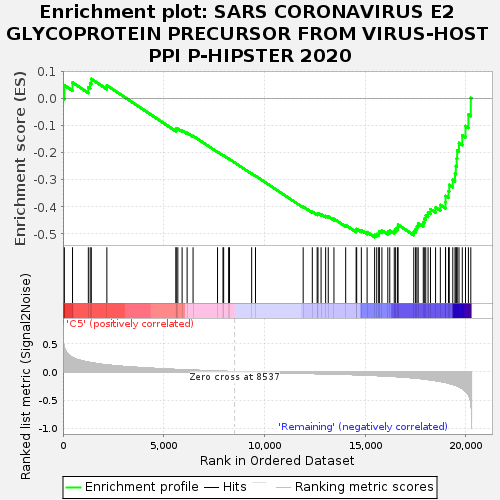 Enrichment plot: SARS CORONAVIRUS E2
GLYCOPROTEIN PRECURSOR FROM VIRUS-HOST
PPI P-HIPSTER 2020
Enrichment score (ES)
0.1
0.0
-0.1
-0.2
-0.3
-0.4
-0.5
'C5' (positively correlated)
Ranked list metric (Signal2Noise)
0.5
0.0
-0.5
-1.0
Zero cross at 8537
'Remaining' (negatively correlated)
0
5,000
10,000
15,000
20,000
Rank in Ordered Dataset
Enrichment profile
Hits
Ranking metric scores